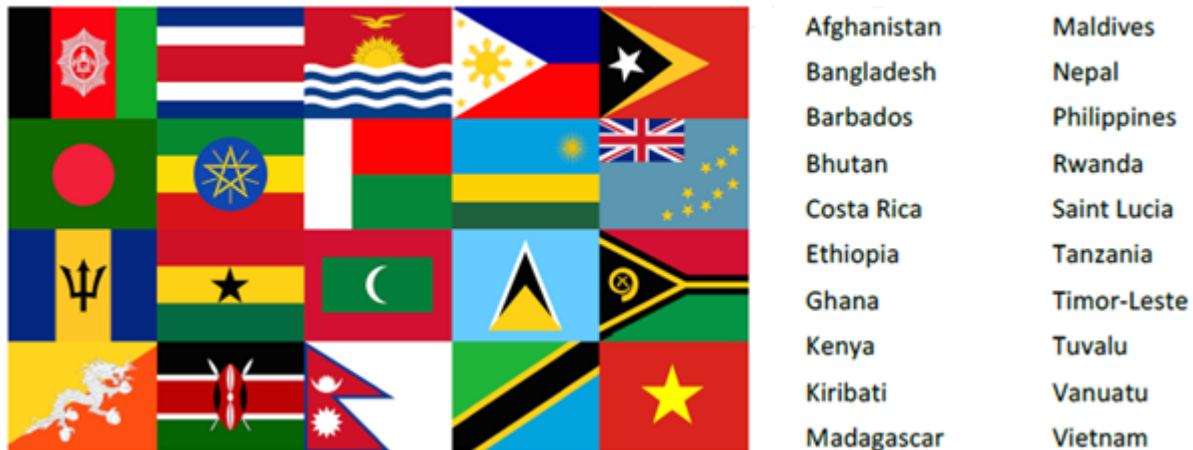 Afghanistan
Bangladesh
Barbados
Bhutan
Costa Rica
Ethiopia
Ghana
Kenya
Kiribati
Madagascar
Maldives
Nepal
Philippines
Rwanda
Saint Lucia
Tanzania
Timor-Leste
Tuvalu
Vanuatu
Vietnam